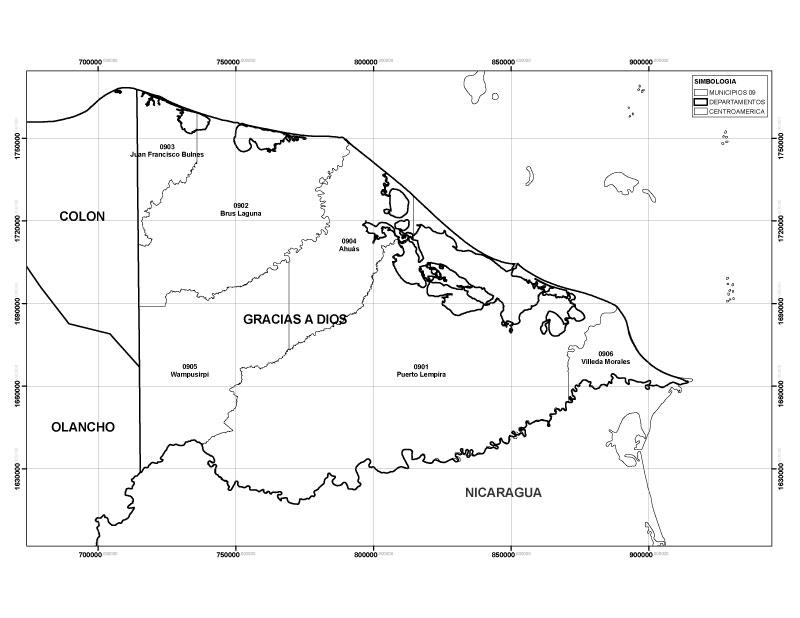 700000 750000 800000 850000 900000
SIMBOLOGIA
MUNICIPIOS 09
DEPARTAMENTOS
CENTROAMERICA
1750000 1750000
0903
Juan Francisco Bulnes
0902
Brus Laguna
COLON
1720000 1720000
0904
Ahuás
1690000 1690000
GRACIAS A DIOS
0906
Villeda Morales
0905
Wampusirpi
0901
Puerto Lempira
1660000 1660000
OLANCHO
1630000 1630000
NICARAGUA
700000 750000 800000 850000 900000